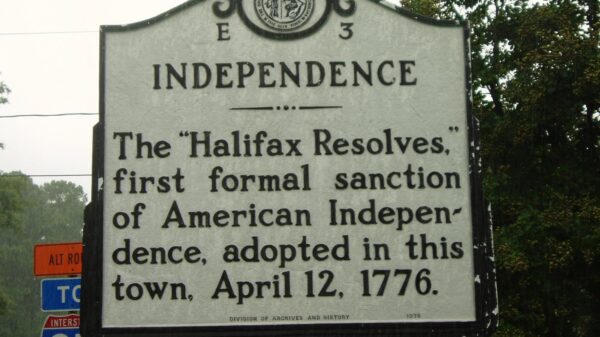 E 3
INDEPENDENCE
The "Halifax Resolves,"
first formal sanction
of American Indepen-
dence, adopted in this
town, April 12, 1776.
DIVISION OF ARCHIVES AND HISTORY
ALT
TO